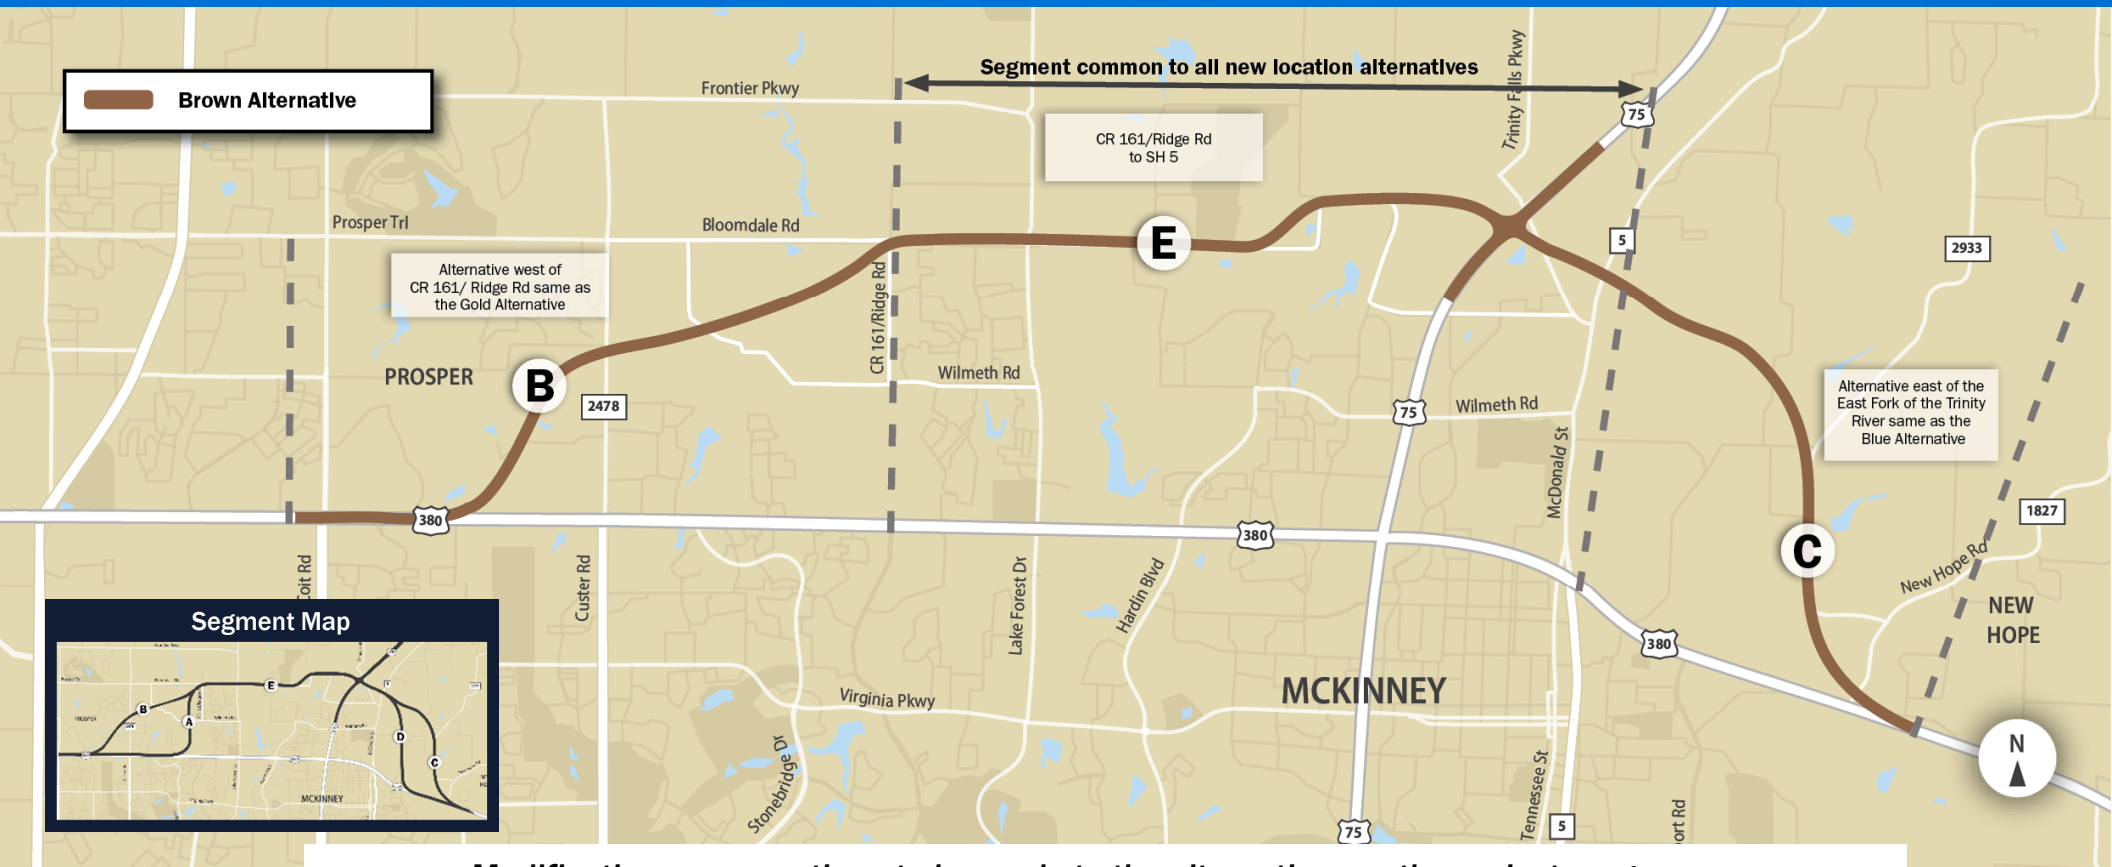 Brown Alternative
Segment common to all new location alternatives
Frontier Pkwy
Trinity Falls Pkwy
75
CR 161/Ridge Rd
to SH 5
Prosper Trl
Bloomdale Rd
E
5
2933
Alternative west of
CR 161/ Ridge Rd same as
the Gold Alternative
CR 161/Ridge Rd
PROSPER
B
2478
Wilmeth Rd
75
Wilmeth Rd
Alternative east of the
East Fork of the Trinity
River same as the
Blue Alternative
McDonald St
380
380
1827
C
New Hope Rd
NEW
HOPE
Coit Rd
Custer Rd
Lake Forest Dr
Hardin Blvd
380
MCKINNEY
Virginia Pkwy
Stonebridge Dr
Tennessee St
75
5
ort Rd
N
Segment Map
E
B
A
D
C
PROSPER
MCKINNEY